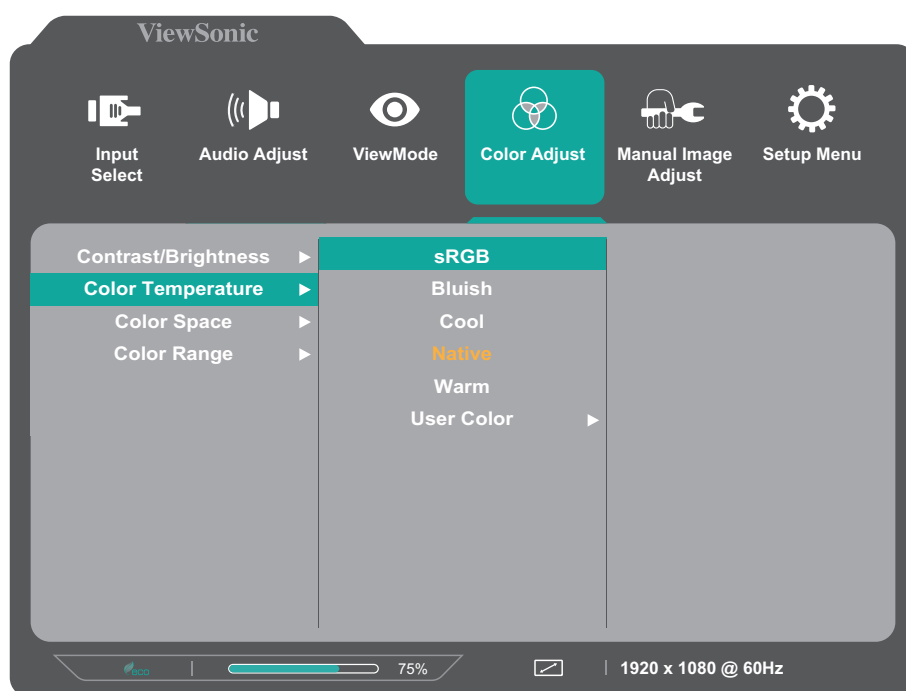 ViewSonic
Input
Select
Audio Adjust
ViewMode
Color Adjust
Manual Image
Adjust
Setup Menu
Contrast/Brightness
Color Temperature
Color Space
Color Range
sRGB
Bluish
Cool
Native
Warm
User Color
eco
75%
1920 x 1080 @ 60Hz